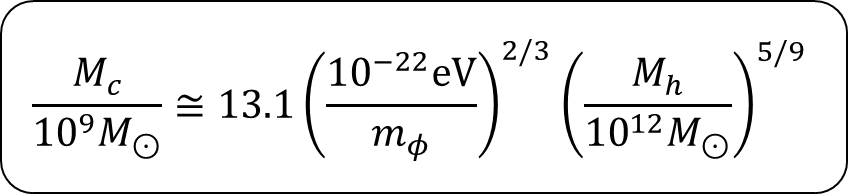 M_c / 10^9 M_⊙ ≅ 13.1 (10^{−22} eV / m_ϕ)^{2/3} (M_h / 10^{12} M_⊙)^{5/9}